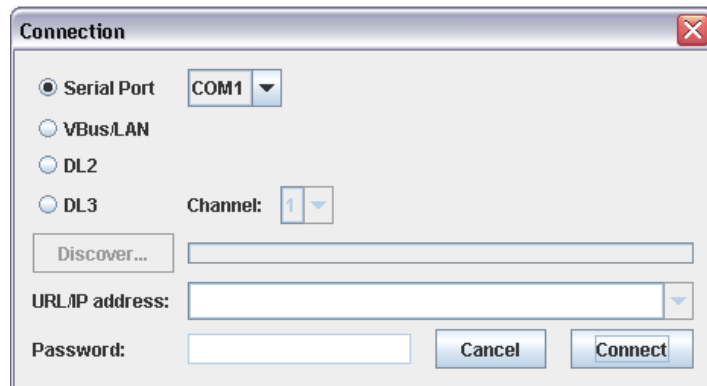 Connection
Serial Port COM1
VBus/LAN
DL2
DL3 Channel: 1
Discover...
URL/IP address:
Password: Cancel Connect